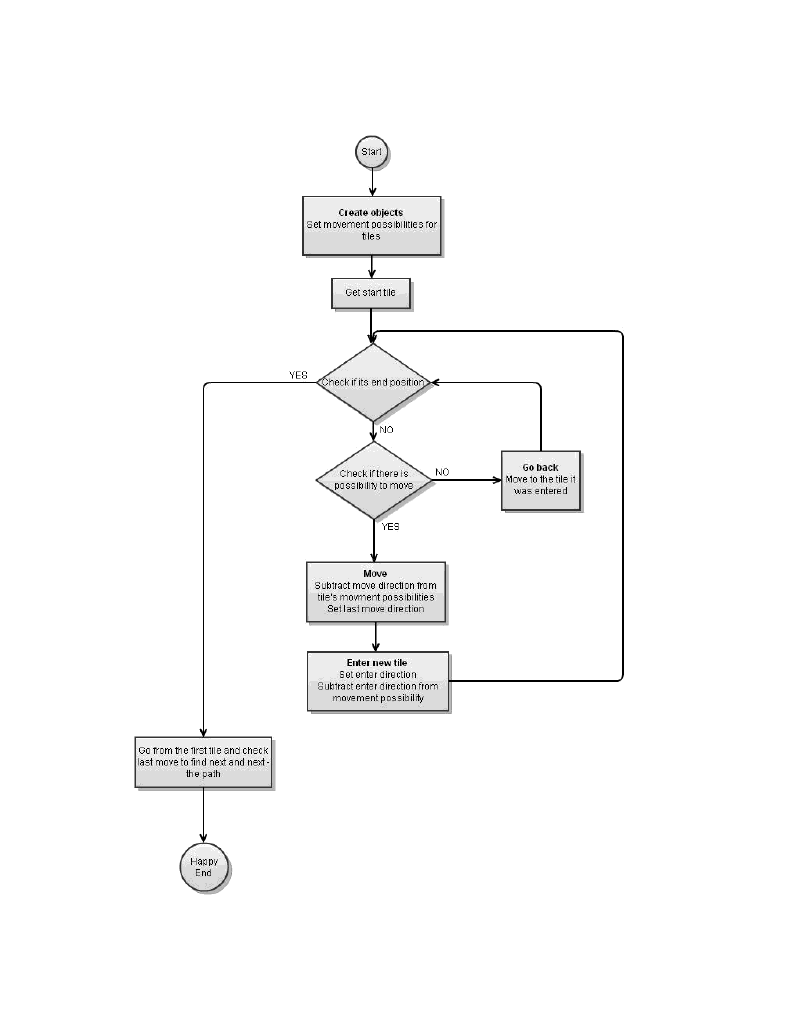 Start
Create objects
Set movement possibilities for
tiles
Get start tile
Check if its end position
YES
NO
Check if there is
possibility to move
NO
Go back
Move to the tile it
was entered
YES
Move
Subtract move direction from
tile's movment possibilities
Set last move direction
Enter new tile
Set enter direction
Subtract enter direction from
movement possibility
Go from the first tile and check
last move to find next and next-
the path
Happy
End